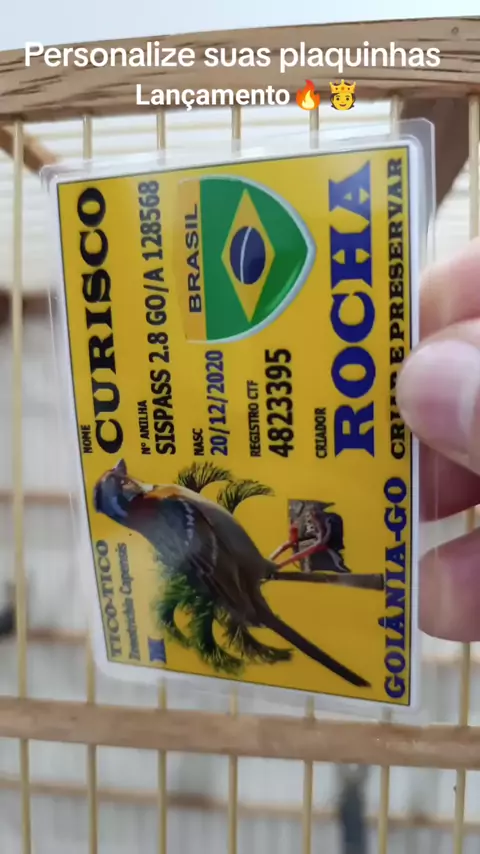 Personalize suas plaquinhas
Lançamento🔥🤴
NOME
CURISCO
Nº ANILHA
SISPASS 2.8 GO/A 128568
NASC
20/12/2020
BRASIL
REGISTRO CTF
4823395
CRIADOR
ROCHA
CRIAR E PRESERVAR
TICO-TICO
Zonotrichia Capensis
M
GOIÂNIA-GO